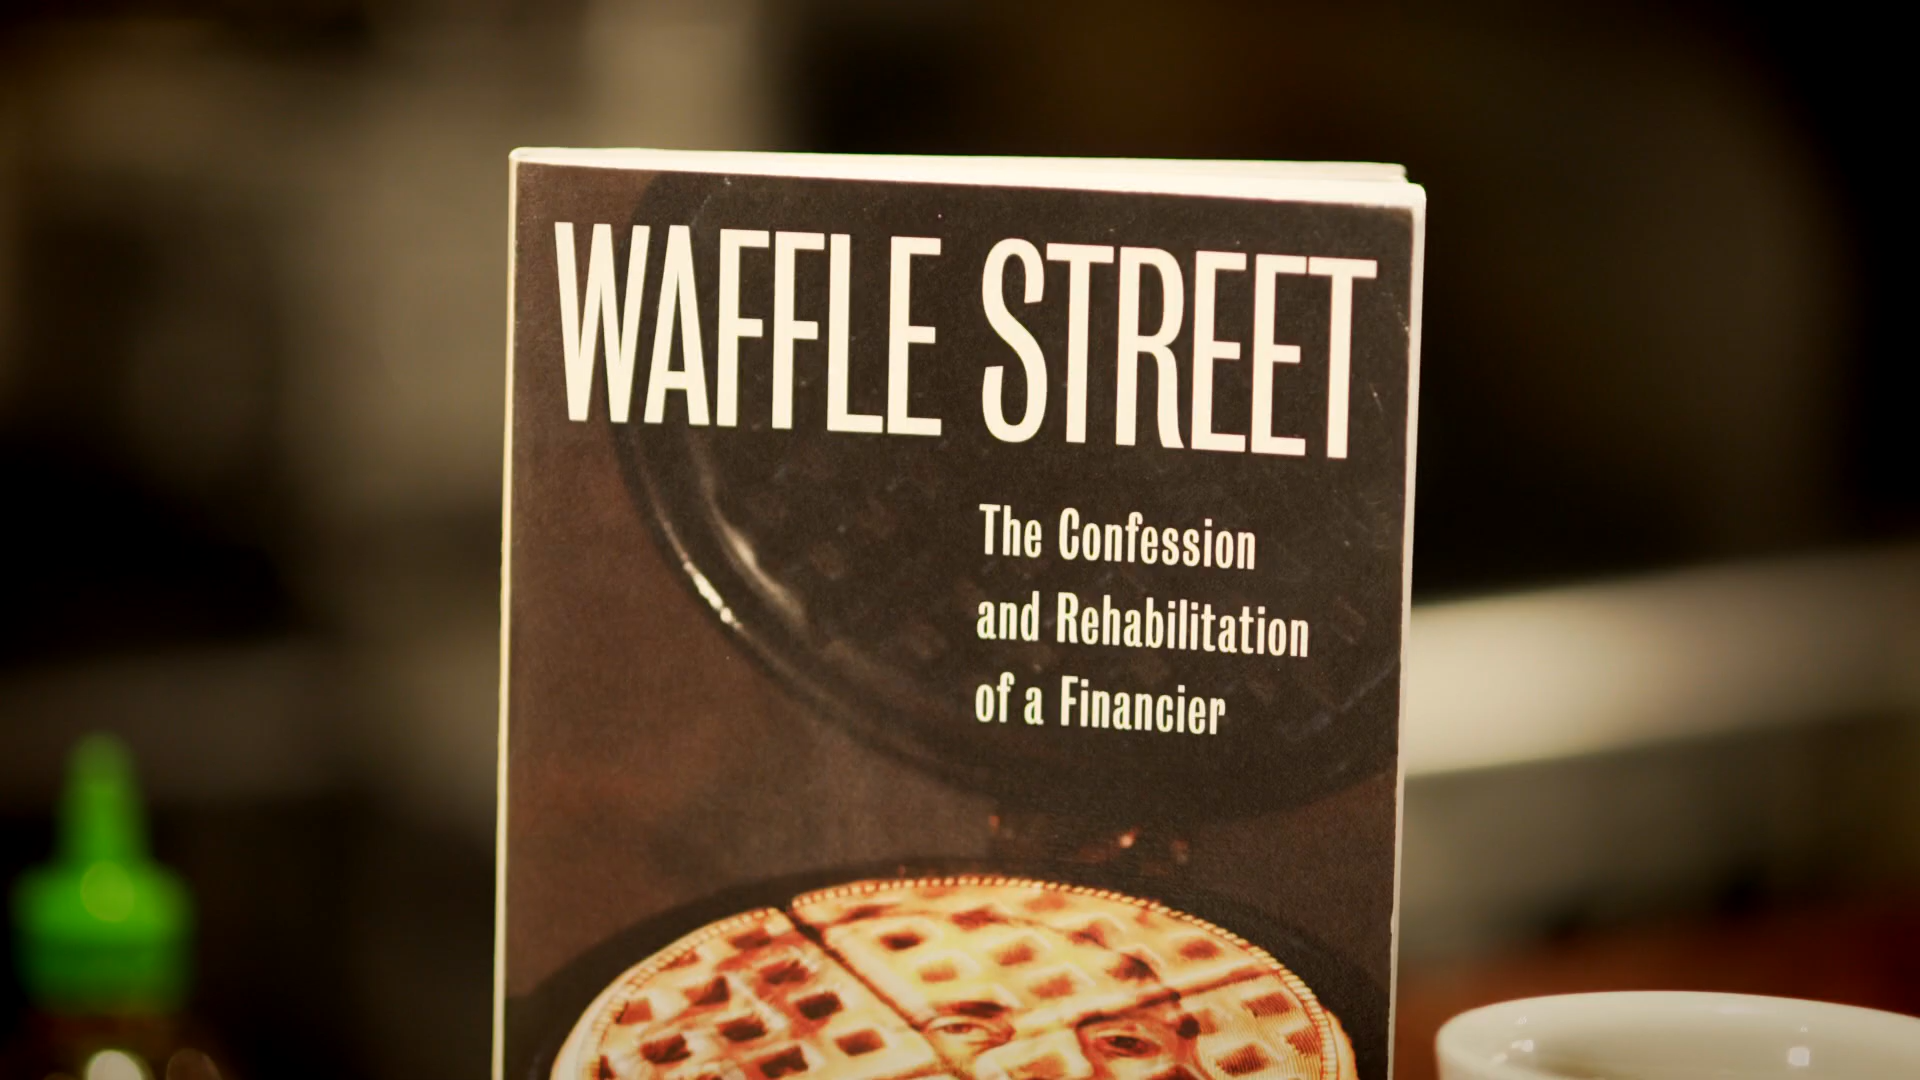 WAFFLE STREET
The Confession
and Rehabilitation
of a Financier